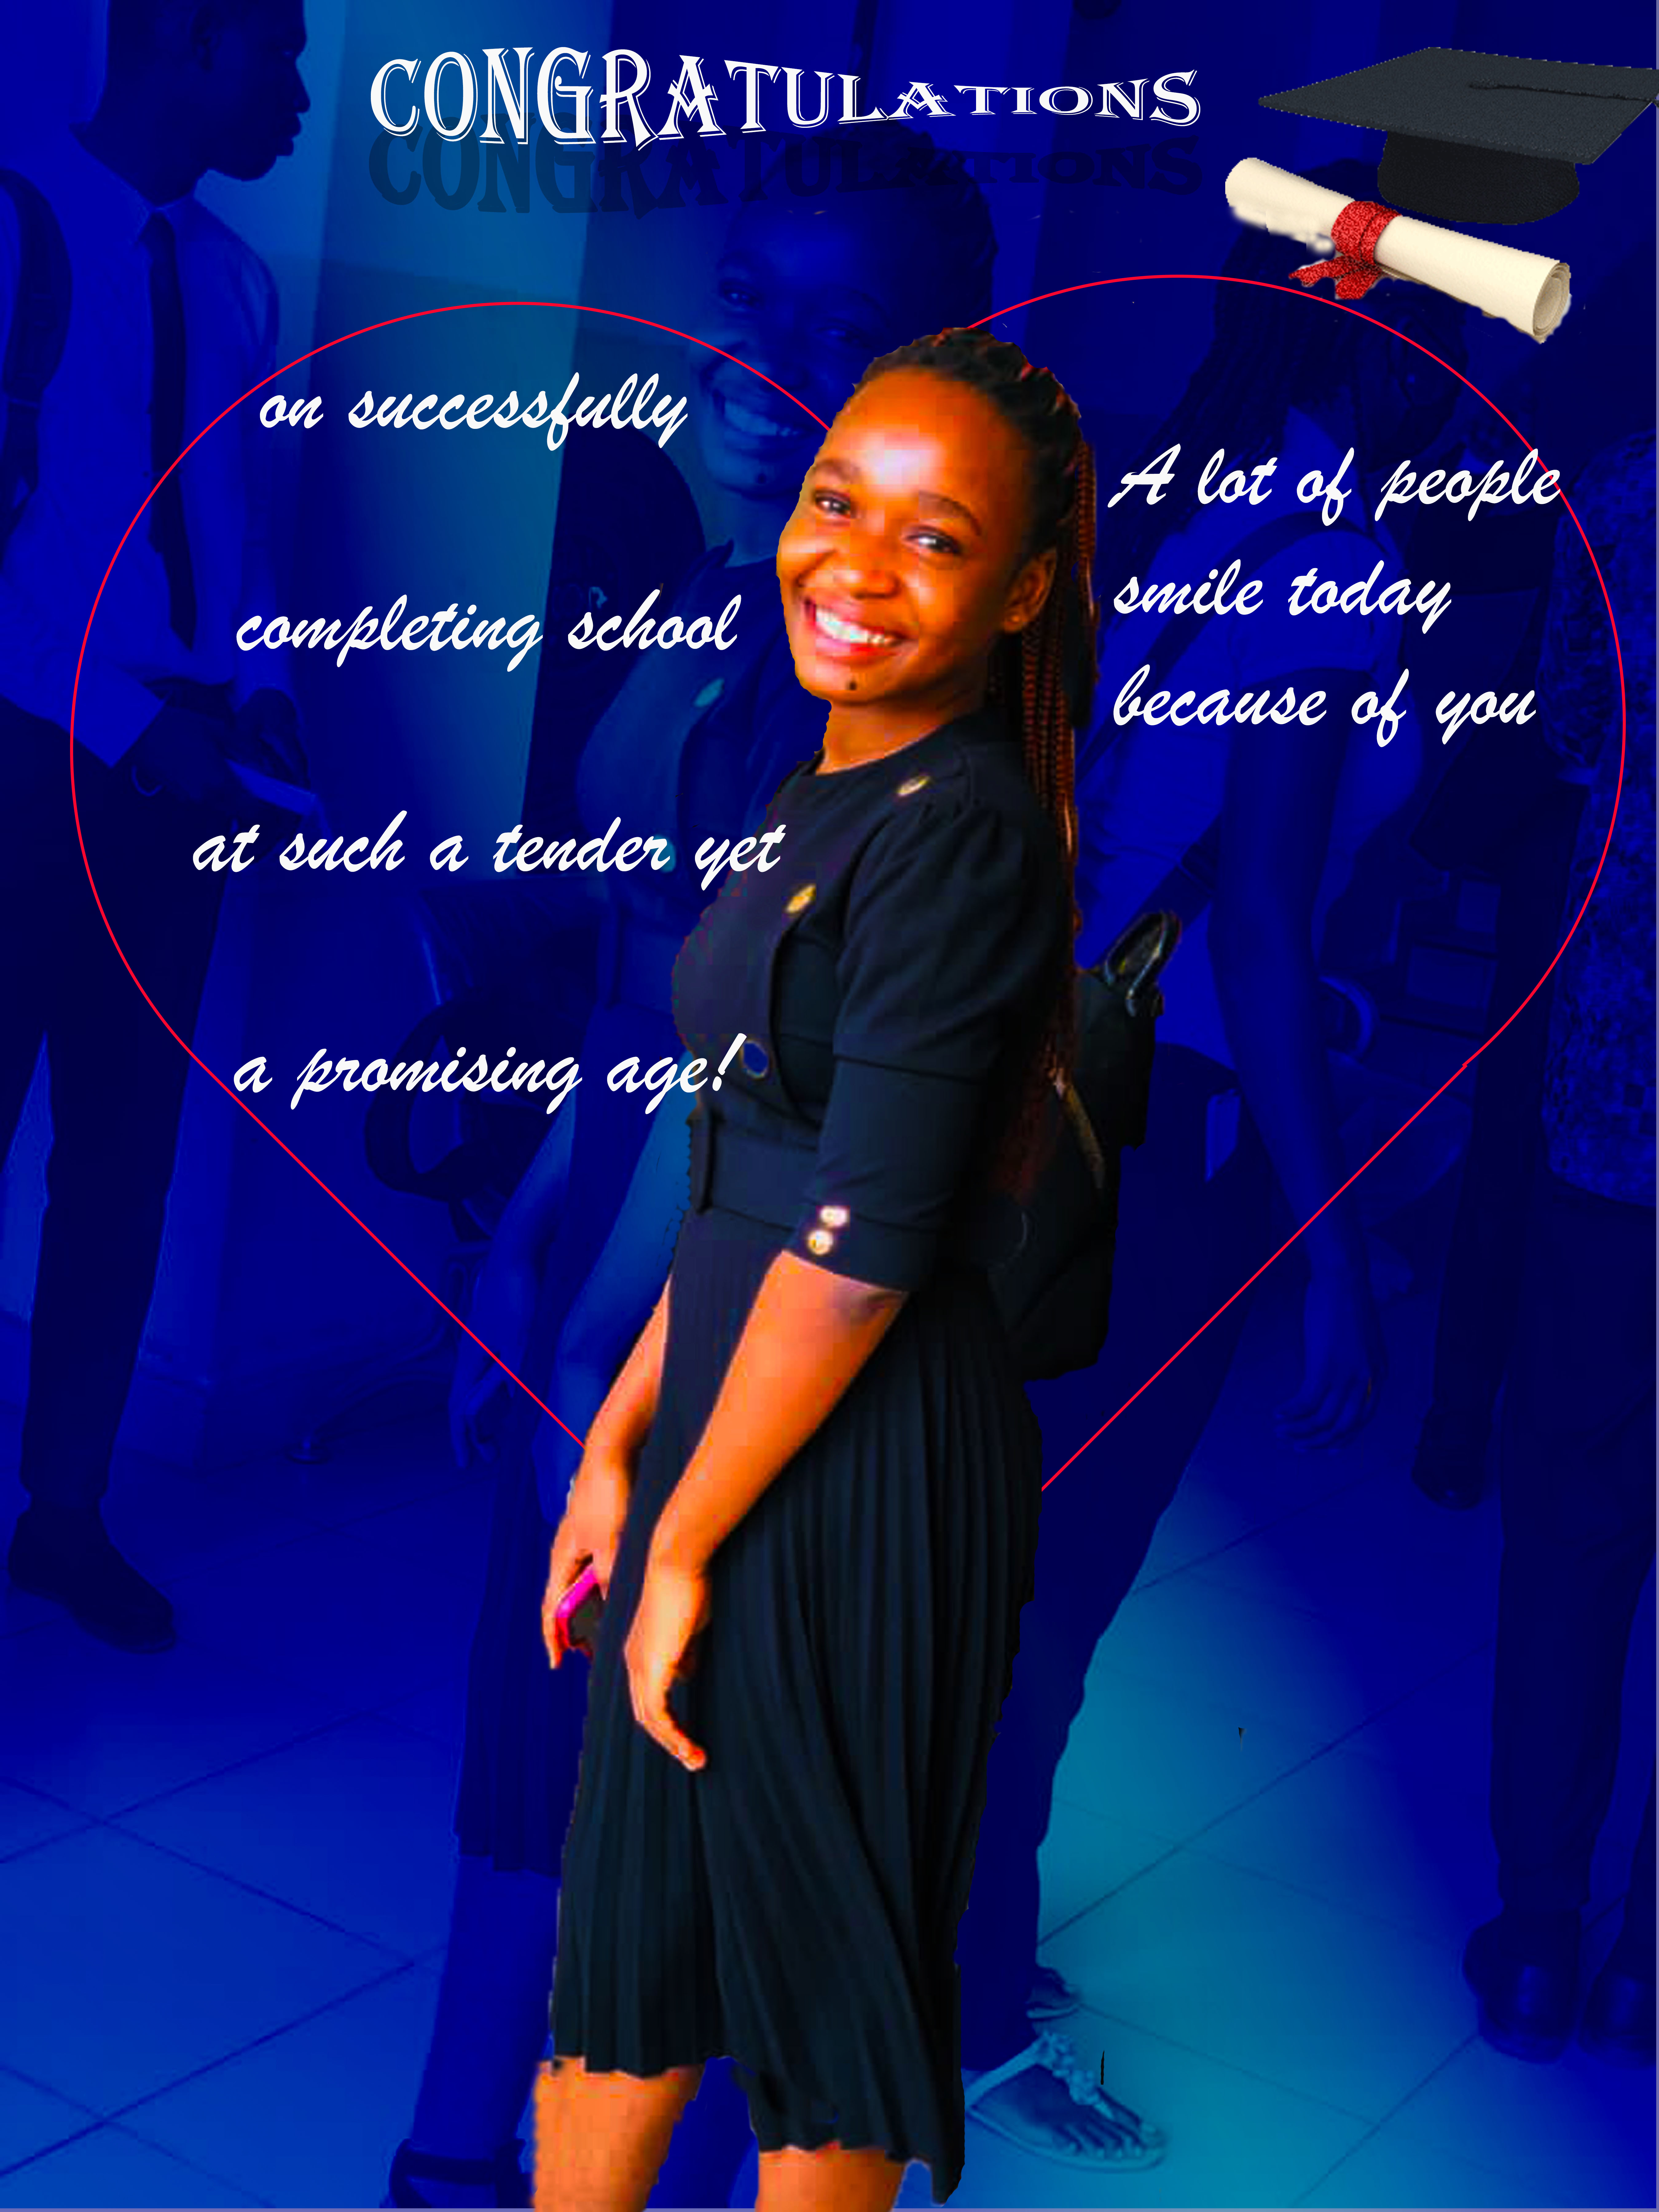 CONGRATULATIONS
on successfully
completing school
at such a tender yet
a promising age!
A lot of people
smile today
because of you